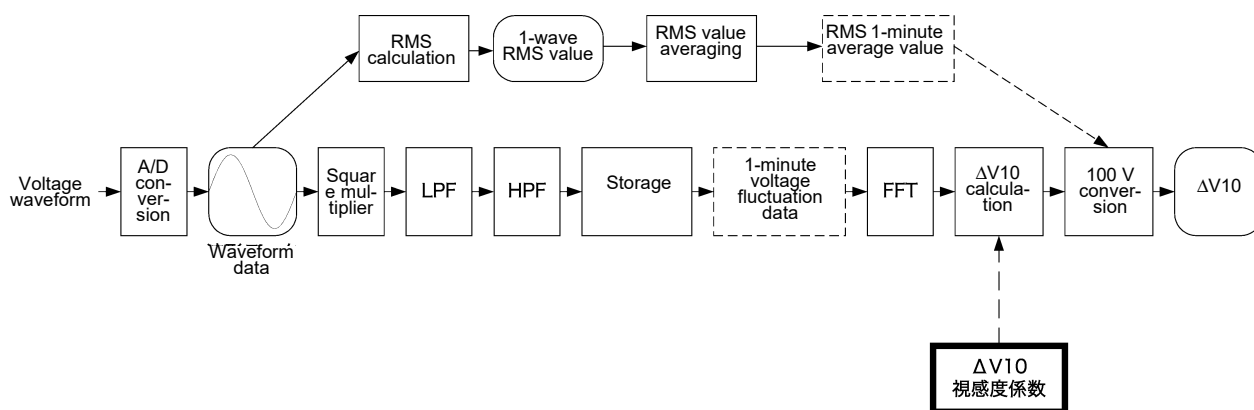 RMS
calculation
1-wave
RMS value
RMS value
averaging
RMS 1-minute
average value
Voltage
waveform
A/D
con-
ver-
sion
Waveform
data
Squar
e mul-
tiplier
LPF
HPF
Storage
1-minute
voltage
fluctuation
data
FFT
ΔV10
calcula-
tion
100 V
conver-
sion
ΔV10
ΔV10
視感度係数